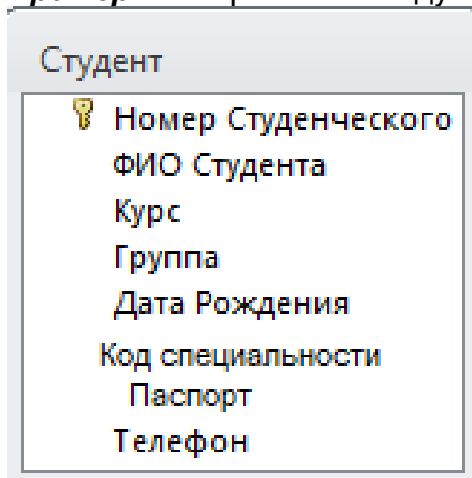 Студент
Номер Студенческого
ФИО Студента
Курс
Группа
Дата Рождения
Код специальности
Паспорт
Телефон